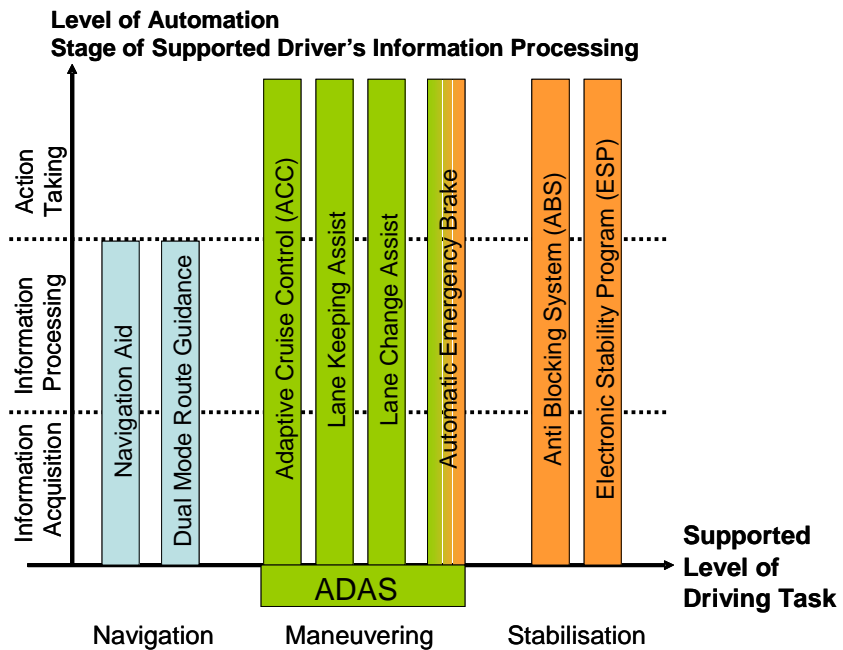 Level of Automation
Stage of Supported Driver's Information Processing
Action
Taking
Information
Processing
Information
Acquisition
Navigation Aid
Dual Mode Route Guidance
Adaptive Cruise Control (ACC)
Lane Keeping Assist
Lane Change Assist
Automatic Emergency Brake
Anti Blocking System (ABS)
Electronic Stability Program (ESP)
Supported
Level of
Driving Task
ADAS
Navigation
Maneuvering
Stabilisation